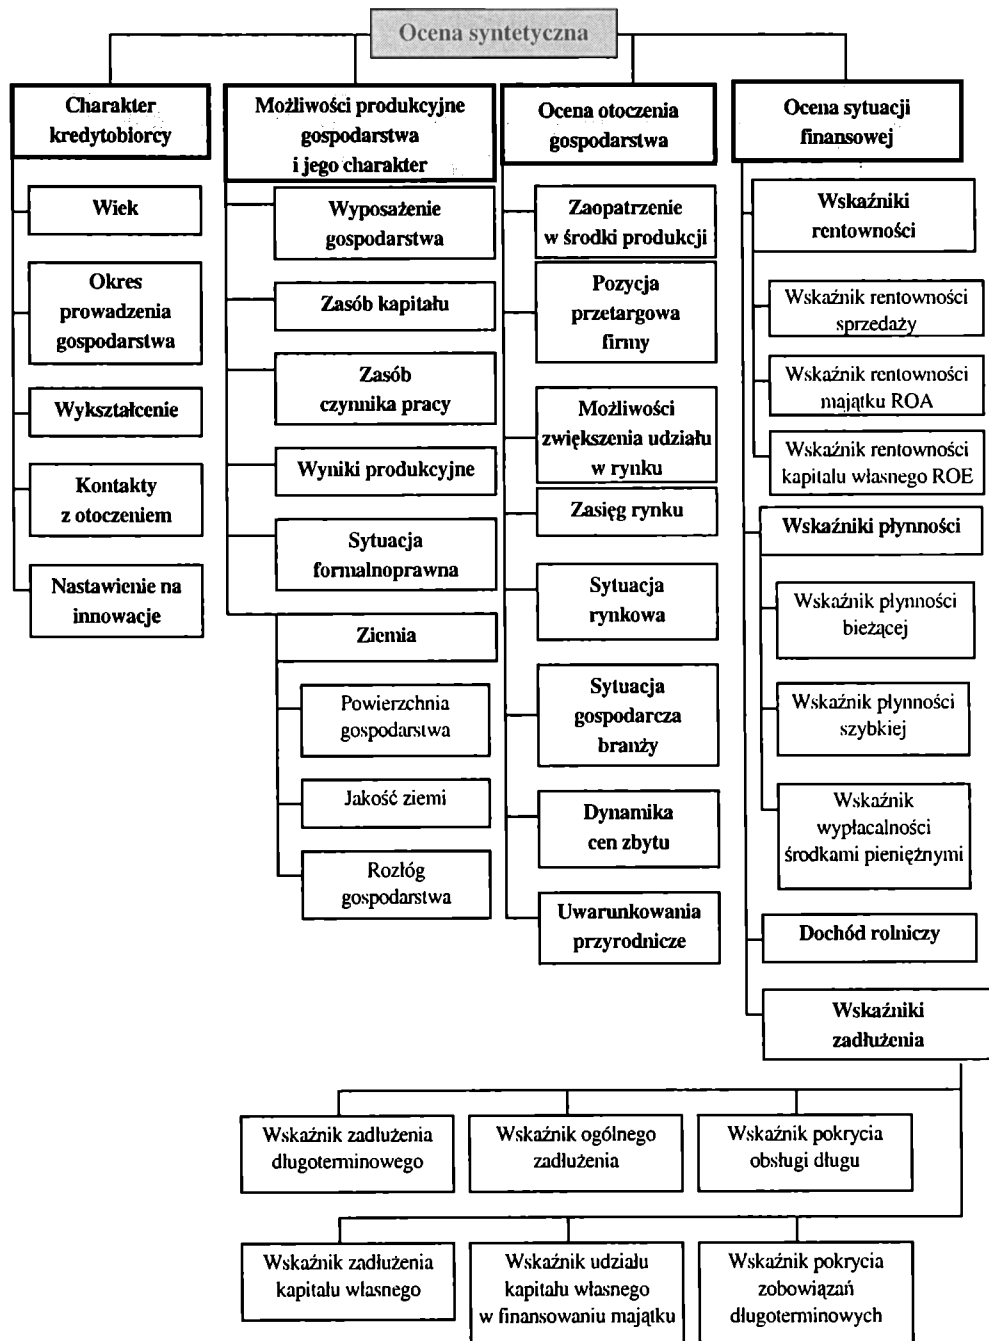 Ocena syntetyczna
Charakter
kredytobiorcy
Wiek
Okres
prowadzenia
gospodarstwa
Wykształcenie
Kontakty
z otoczeniem
Nastawienie na
innowacje
Możliwości produkcyjne
gospodarstwa
i jego charakter
Wyposażenie
gospodarstwa
Zasób kapitału
Zasób
czynnika pracy
Wyniki produkcyjne
Sytuacja
formalnoprawna
Ziemia
Powierzchnia
gospodarstwa
Jakość ziemi
Rozłóg
gospodarstwa
Ocena otoczenia
gospodarstwa
Zaopatrzenie
w środki produkcji
Pozycja
przetargowa
firmy
Możliwości
zwiększenia udziału
w rynku
Zasięg rynku
Sytuacja
rynkowa
Sytuacja
gospodarcza
branży
Dynamika
cen zbytu
Uwarunkowania
przyrodnicze
Ocena sytuacji
finansowej
Wskaźniki
rentowności
Wskaźnik rentowności
sprzedaży
Wskaźnik rentowności
majątku ROA
Wskaźnik rentowności
kapitału własnego ROE
Wskaźniki płynności
Wskaźnik płynności
bieżącej
Wskaźnik płynności
szybkiej
Wskaźnik
wypłacalności
środkami pieniężnymi
Dochód rolniczy
Wskaźniki
zadłużenia
Wskaźnik zadłużenia
długoterminowego
Wskaźnik ogólnego
zadłużenia
Wskaźnik pokrycia
obsługi długu
Wskaźnik zadłużenia
kapitału własnego
Wskaźnik udziału
kapitału własnego
w finansowaniu majątku
Wskaźnik pokrycia
zobowiązań
długoterminowych